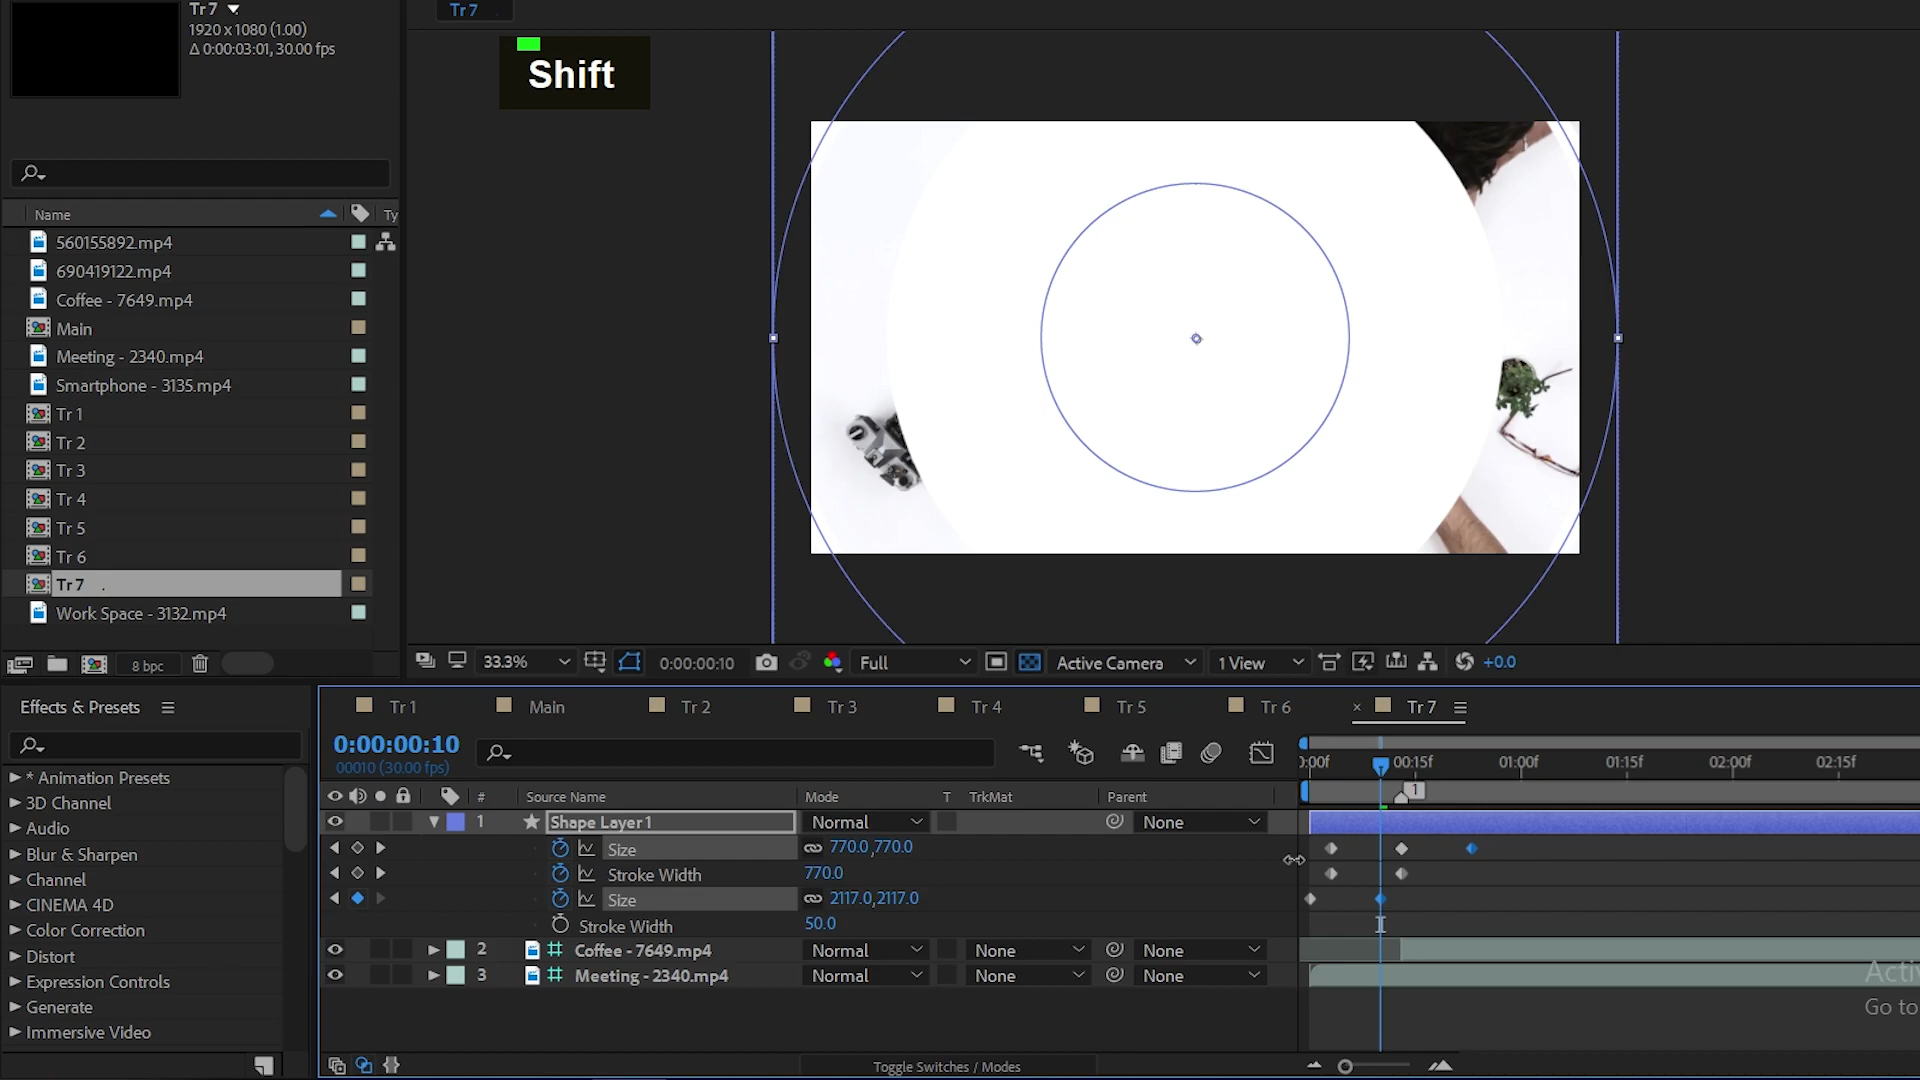 Tr 7
1920 x 1080 (1.00)
Δ 0:00:03:01, 30.00 fps
Tr 7
Shift
Name
Ty
560155892.mp4
690419122.mp4
Coffee - 7649.mp4
Main
Meeting - 2340.mp4
Smartphone - 3135.mp4
Tr 1
Tr 2
Tr 3
Tr 4
Tr 5
Tr 6
Tr 7
Work Space - 3132.mp4
8 bpc
33.3%
0:00:00:10
Full
Active Camera
1 View
+0.0
Effects & Presets
* Animation Presets
3D Channel
Audio
Blur & Sharpen
Channel
CINEMA 4D
Color Correction
Distort
Expression Controls
Generate
Immersive Video
Tr 1
Main
Tr 2
Tr 3
Tr 4
Tr 5
Tr 6
× Tr 7
0:00:00:10
00010 (30.00 fps)
:00f 00:15f 01:00f 01:15f 02:00f 02:15f
1
# Source Name Mode T TrkMat Parent
1 Shape Layer 1 Normal None
Size 770.0,770.0
Stroke Width 770.0
Size 2117.0,2117.0
Stroke Width 50.0
2 Coffee - 7649.mp4 Normal None None
3 Meeting - 2340.mp4 Normal None None
Acti
Go to
Toggle Switches / Modes